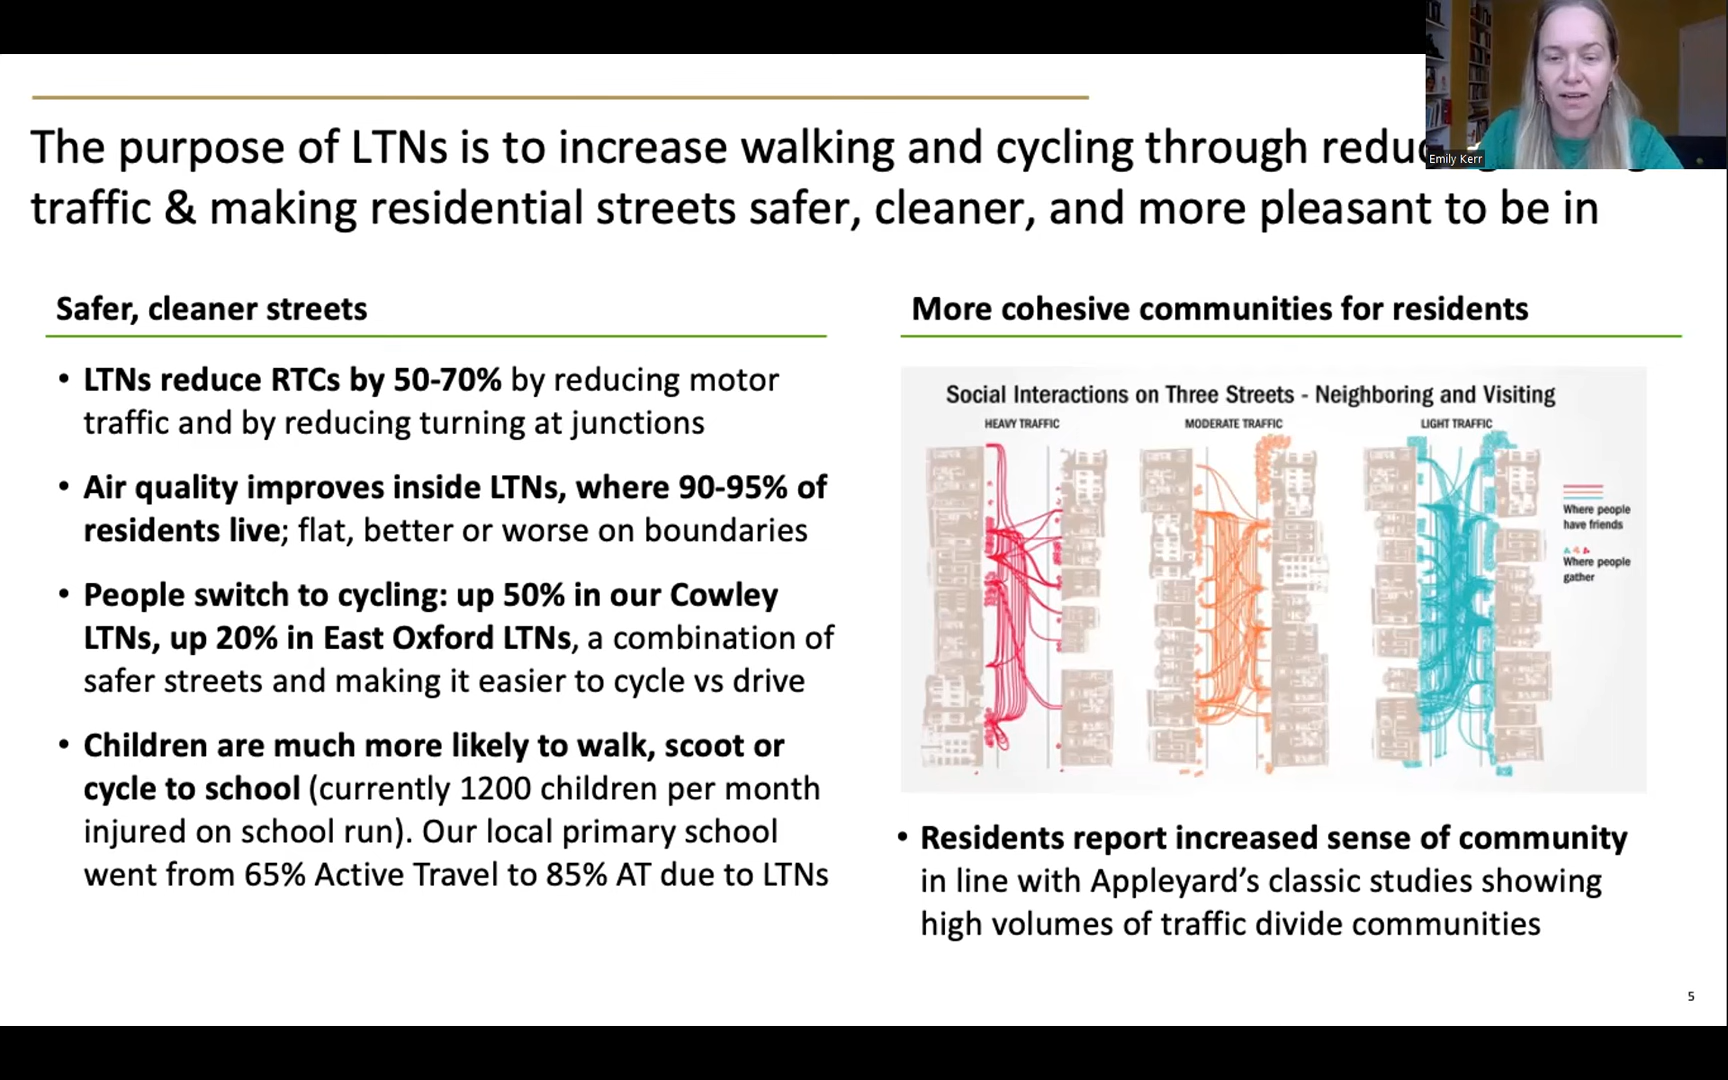 The purpose of LTNs is to increase walking and cycling through
traffic & making residential streets safer, cleaner, and more pleasant to be in
Emily Kerr
Safer, cleaner streets
• LTNs reduce RTCs by 50-70% by reducing motor
traffic and by reducing turning at junctions
• Air quality improves inside LTNs, where 90-95% of
residents live; flat, better or worse on boundaries
• People switch to cycling: up 50% in our Cowley
LTNs, up 20% in East Oxford LTNs, a combination of
safer streets and making it easier to cycle vs drive
• Children are much more likely to walk, scoot or
cycle to school (currently 1200 children per month
injured on school run). Our local primary school
went from 65% Active Travel to 85% AT due to LTNs
More cohesive communities for residents
Social Interactions on Three Streets - Neighboring and Visiting
HEAVY TRAFFIC
MODERATE TRAFFIC
LIGHT TRAFFIC
Where people
have friends
Where people
gather
• Residents report increased sense of community
in line with Appleyard's classic studies showing
high volumes of traffic divide communities
5